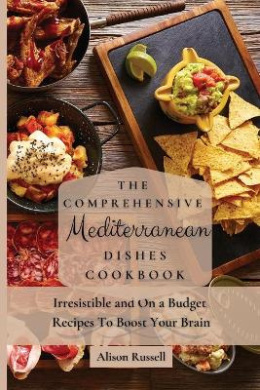 THE
COMPREHENSIVE
Mediterranean
DISHES
COOKBOOK
Irresistible and On a Budget
Recipes To Boost Your Brain
Alison Russell